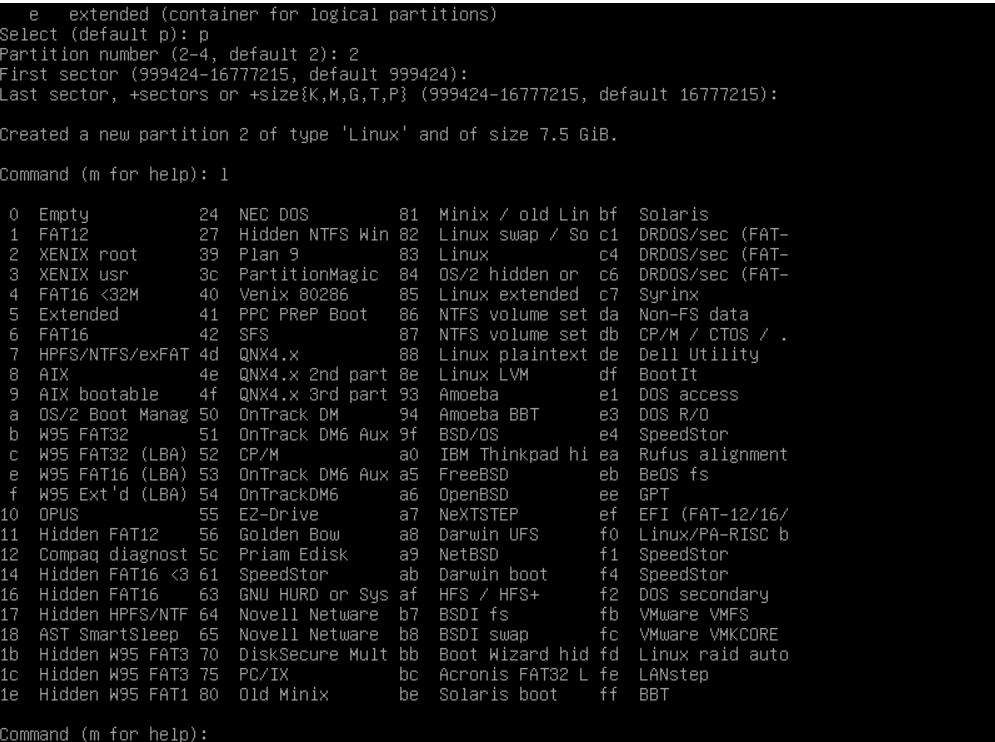 e   extended (container for logical partitions)
Select (default p): p
Partition number (2-4, default 2): 2
First sector (999424-16777215, default 999424):
Last sector, +sectors or +size{K,M,G,T,P} (999424-16777215, default 16777215):
Created a new partition 2 of type 'Linux' and of size 7.5 GiB.
Command (m for help): l
 0  Empty           24  NEC DOS         81  Minix / old Lin bf  Solaris
 1  FAT12           27  Hidden NTFS Win 82  Linux swap / So c1  DRDOS/sec (FAT-
 2  XENIX root      39  Plan 9          83  Linux           c4  DRDOS/sec (FAT-
 3  XENIX usr       3c  PartitionMagic  84  OS/2 hidden or  c6  DRDOS/sec (FAT-
 4  FAT16 <32M      40  Venix 80286     85  Linux extended  c7  Syrinx
 5  Extended        41  PPC PReP Boot   86  NTFS volume set da  Non-FS data
 6  FAT16           42  SFS             87  NTFS volume set db  CP/M / CTOS / .
 7  HPFS/NTFS/exFAT 4d  QNX4.x          88  Linux plaintext de  Dell Utility
 8  AIX             4e  QNX4.x 2nd part 8e  Linux LVM       df  BootIt
 9  AIX bootable    4f  QNX4.x 3rd part 93  Amoeba          e1  DOS access
 a  OS/2 Boot Manag 50  OnTrack DM      94  Amoeba BBT      e3  DOS R/O
 b  W95 FAT32       51  OnTrack DM6 Aux 9f  BSD/OS          e4  SpeedStor
 c  W95 FAT32 (LBA) 52  CP/M            a0  IBM Thinkpad hi ea  Rufus alignment
 e  W95 FAT16 (LBA) 53  OnTrack DM6 Aux a5  FreeBSD         eb  BeOS fs
 f  W95 Ext'd (LBA) 54  OnTrackDM6      a6  OpenBSD         ee  GPT
10  OPUS            55  EZ-Drive        a7  NeXTSTEP        ef  EFI (FAT-12/16/
11  Hidden FAT12    56  Golden Bow      a8  Darwin UFS      f0  Linux/PA-RISC b
12  Compaq diagnost 5c  Priam Edisk     a9  NetBSD          f1  SpeedStor
14  Hidden FAT16 <3 61  SpeedStor       ab  Darwin boot     f4  SpeedStor
16  Hidden FAT16    63  GNU HURD or Sys af  HFS / HFS+      f2  DOS secondary
17  Hidden HPFS/NTF 64  Novell Netware  b7  BSDI fs         fb  VMware VMFS
18  AST SmartSleep  65  Novell Netware  b8  BSDI swap       fc  VMware VMKCORE
1b  Hidden W95 FAT3 70  DiskSecure Mult bb  Boot Wizard hid fd  Linux raid auto
1c  Hidden W95 FAT3 75  PC/IX           bc  Acronis FAT32 L fe  LANstep
1e  Hidden W95 FAT1 80  Old Minix       be  Solaris boot    ff  BBT
Command (m for help):